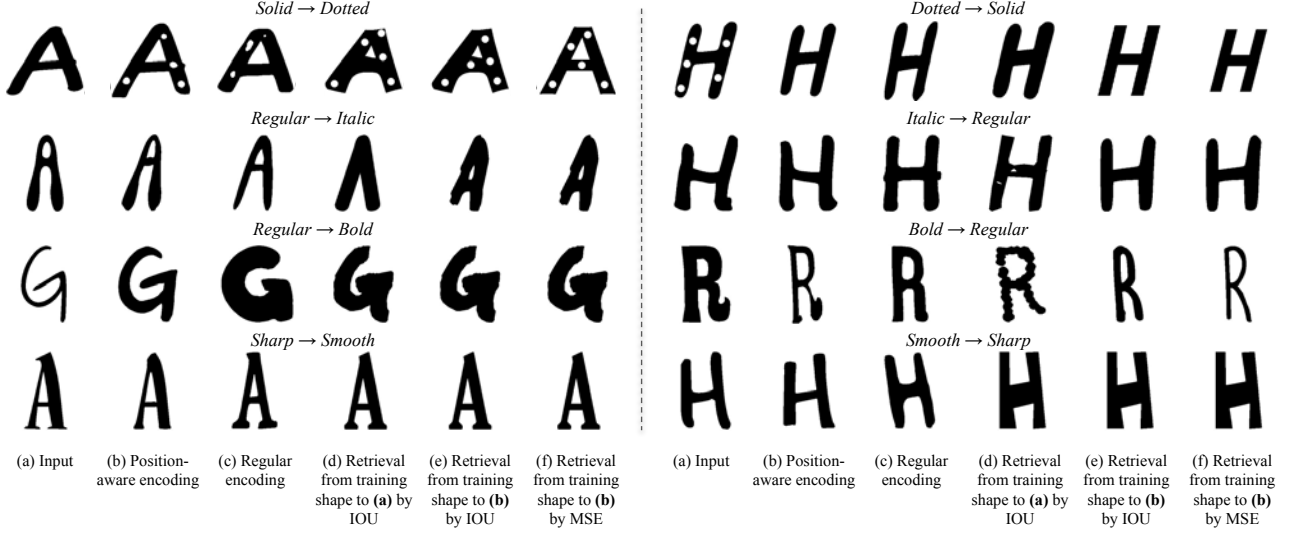 Solid → Dotted
Regular → Italic
Regular → Bold
Sharp → Smooth
(a) Input
(b) Position-
aware encoding
(c) Regular
encoding
(d) Retrieval
from training
shape to (a) by
IOU
(e) Retrieval
from training
shape to (b)
by IOU
(f) Retrieval
from training
shape to (b)
by MSE
Dotted → Solid
Italic → Regular
Bold → Regular
Smooth → Sharp
(a) Input
(b) Position-
aware encoding
(c) Regular
encoding
(d) Retrieval
from training
shape to (a) by
IOU
(e) Retrieval
from training
shape to (b)
by IOU
(f) Retrieval
from training
shape to (b)
by MSE
A A A A A A
A A A A A A
G G G G G G
A A A A A A
H H H H H H
H H H H H H
R R R R R R
H H H H H H